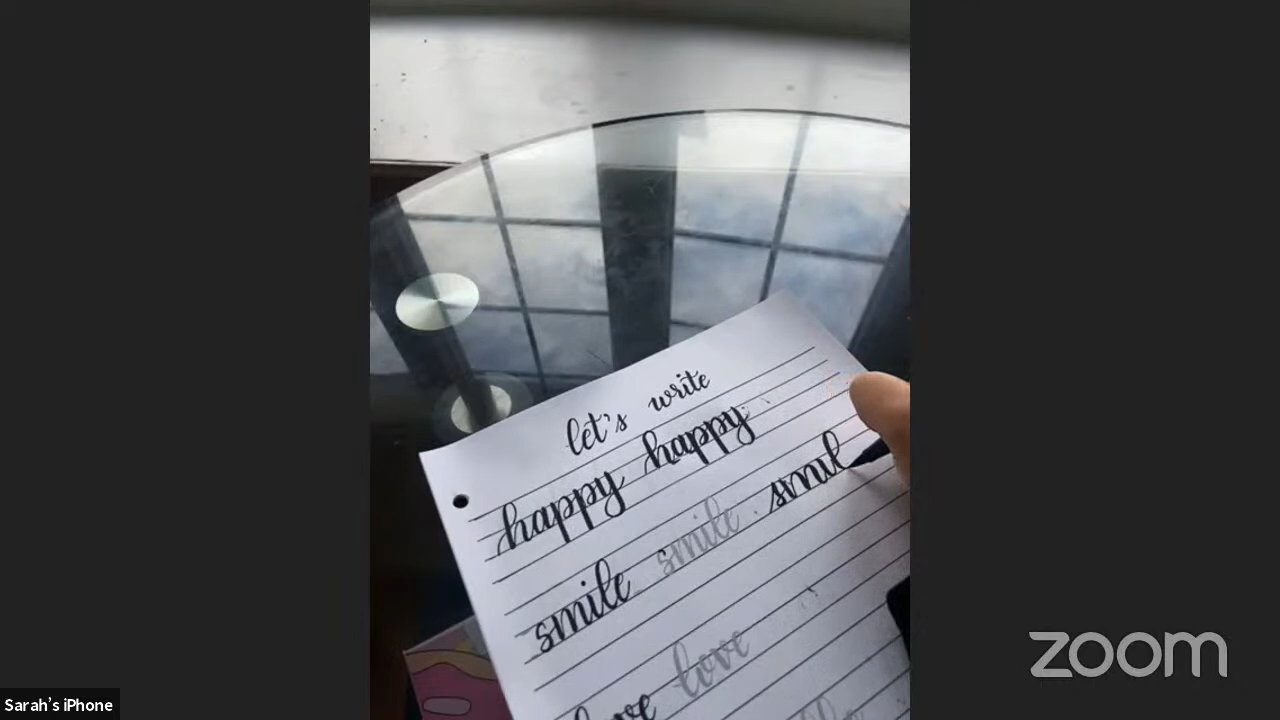 let's write
happy happy
smile smile smil
love love
zoom
Sarah's iPhone